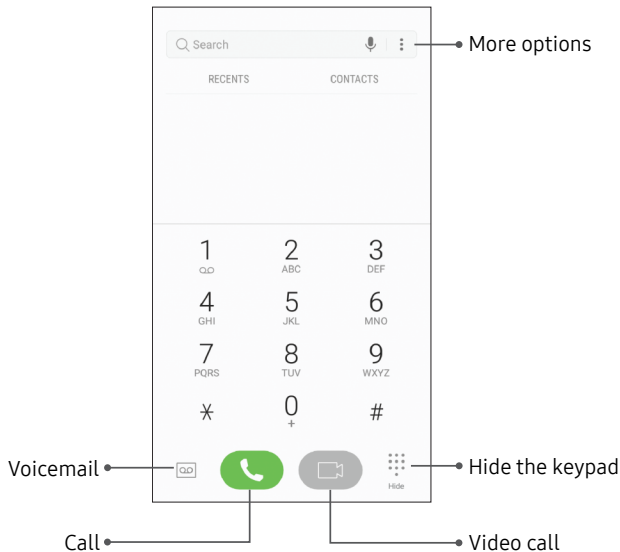 Search
More options
RECENTS CONTACTS
1 2 3
ABC DEF
4 5 6
GHI JKL MNO
7 8 9
PQRS TUV WXYZ
* 0 #
+
Voicemail
Hide
Hide the keypad
Call
Video call